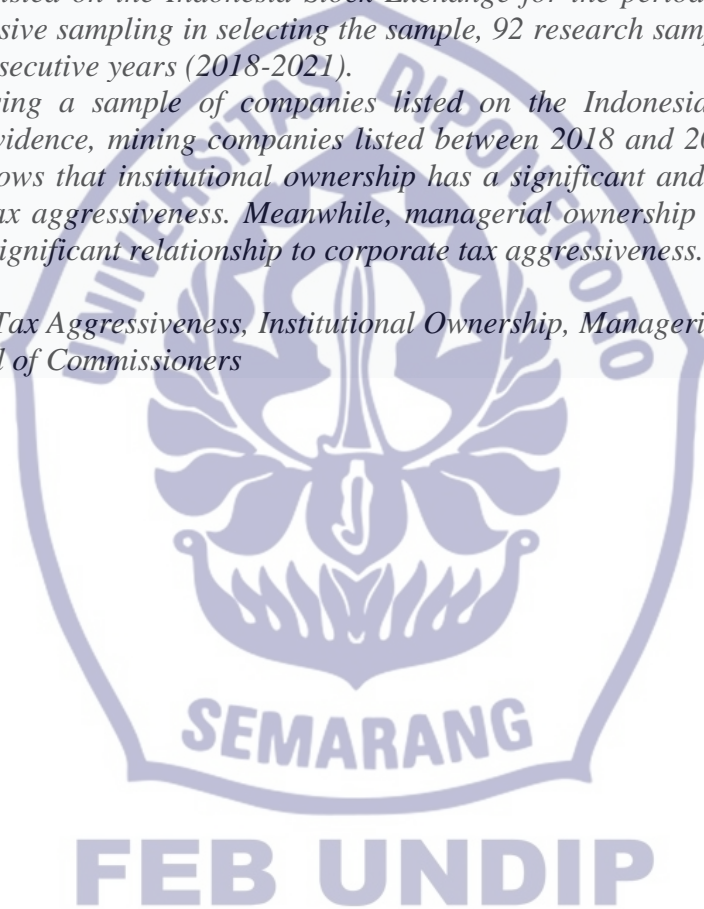 listed on the Indonesia Stock Exchange for the period
sive sampling in selecting the sample, 92 research samp
secutive years (2018-2021).
ing a sample of companies listed on the Indonesia
vidence, mining companies listed between 2018 and 20
ows that institutional ownership has a significant and
ax aggressiveness. Meanwhile, managerial ownership
ignificant relationship to corporate tax aggressiveness.
Tax Aggressiveness, Institutional Ownership, Manageri
l of Commissioners
UNIVERSITAS DIPONEGORO
SEMARANG
FEB UNDIP